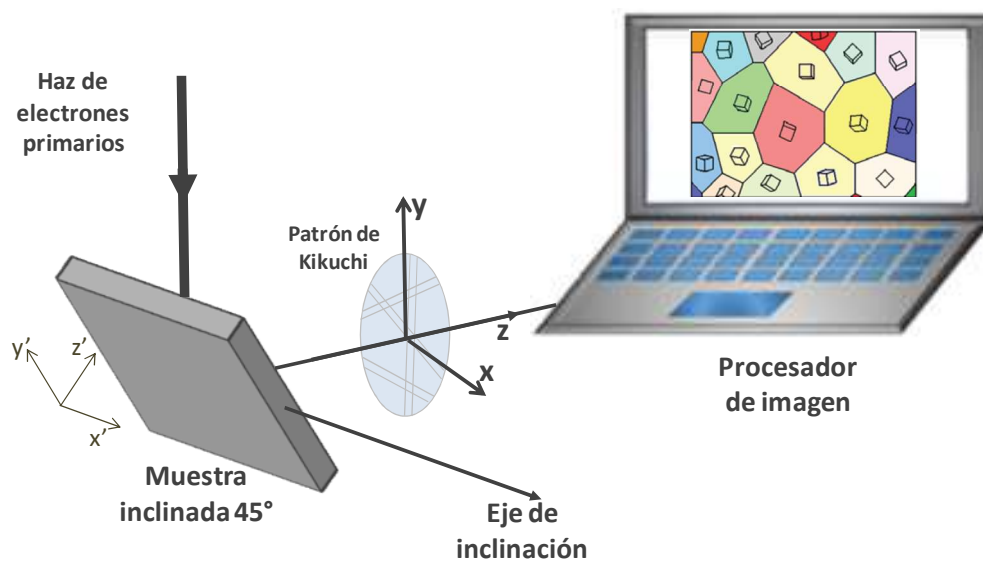 Haz de
electrones
primarios
Patrón de
Kikuchi
y
z
x
y'
z'
x'
Muestra
inclinada 45°
Eje de
inclinación
Procesador
de imagen